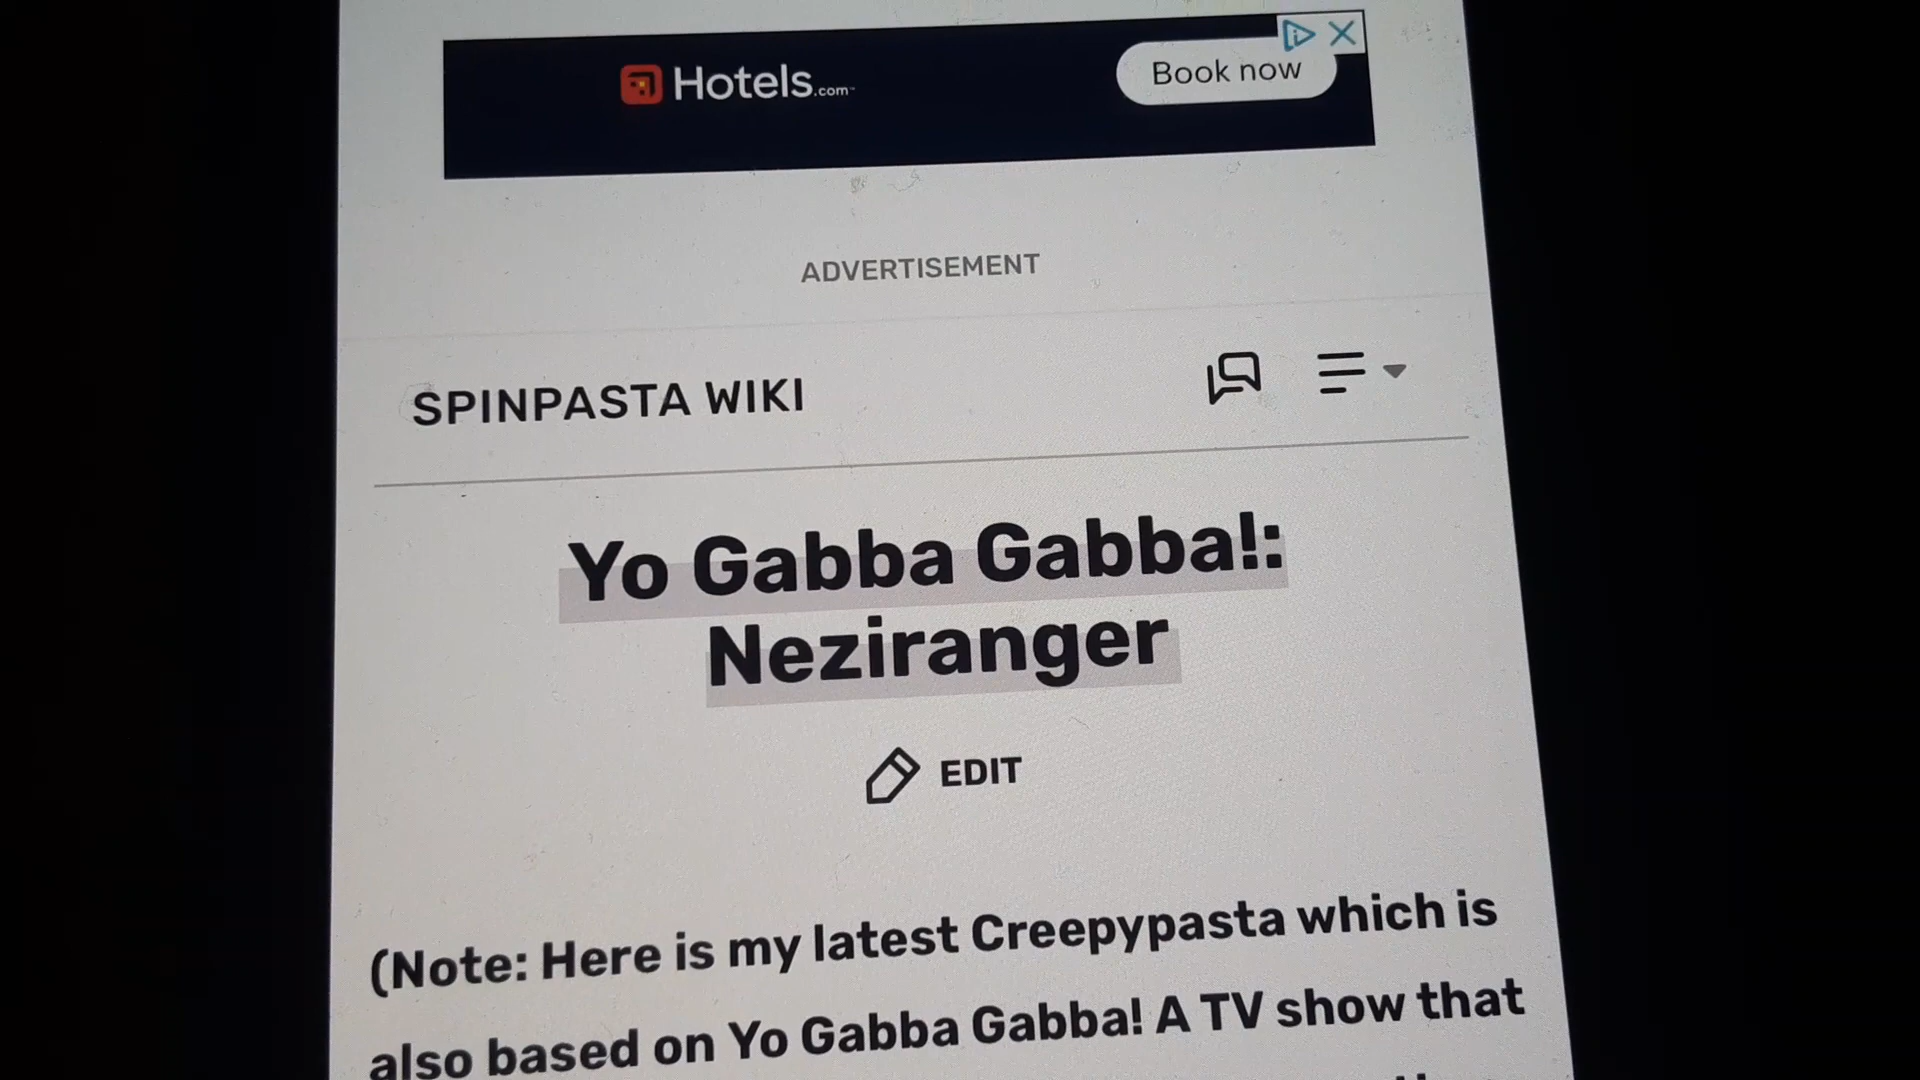 Hotels.com
Book now
ADVERTISEMENT
SPINPASTA WIKI
Yo Gabba Gabba!:
Neziranger
EDIT
(Note: Here is my latest Creepypasta which is
also based on Yo Gabba Gabba! A TV show that